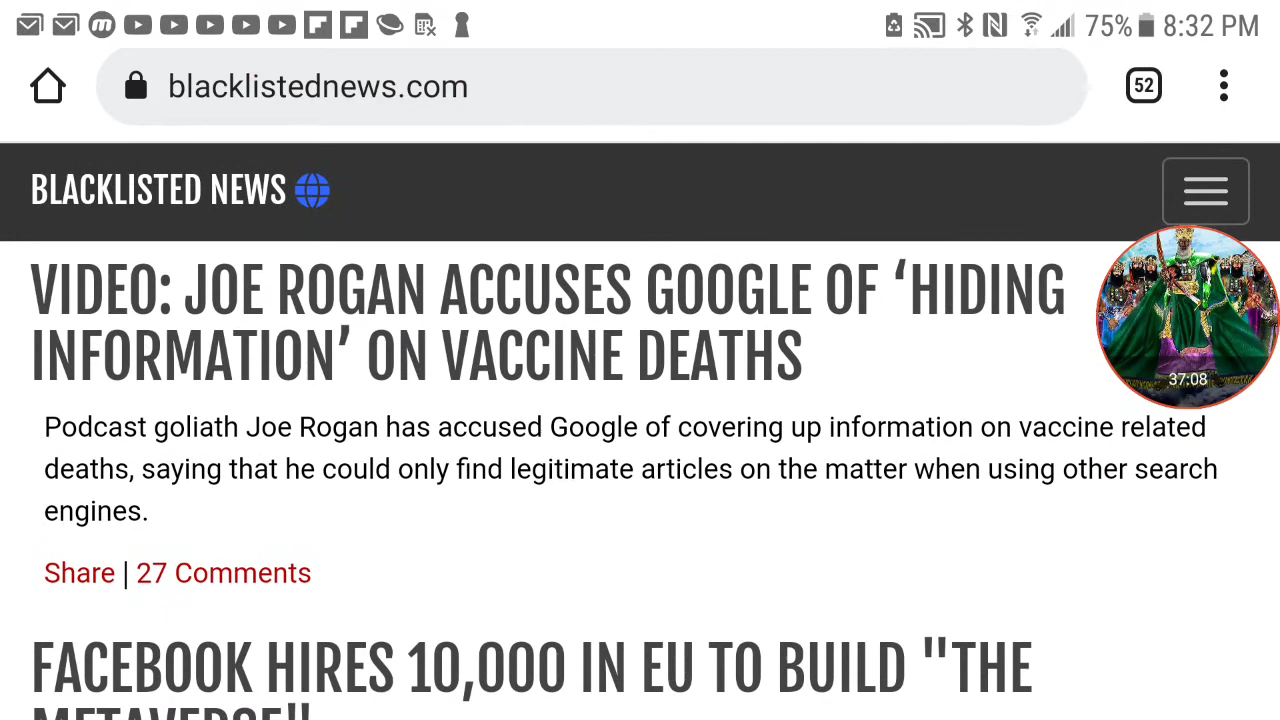 75% 8:32 PM
blacklistednews.com
52
BLACKLISTED NEWS
VIDEO: JOE ROGAN ACCUSES GOOGLE OF ‘HIDING
INFORMATION’ ON VACCINE DEATHS
37:08
Podcast goliath Joe Rogan has accused Google of covering up information on vaccine related
deaths, saying that he could only find legitimate articles on the matter when using other search
engines.
Share | 27 Comments
FACEBOOK HIRES 10,000 IN EU TO BUILD "THE
METAVERSE"